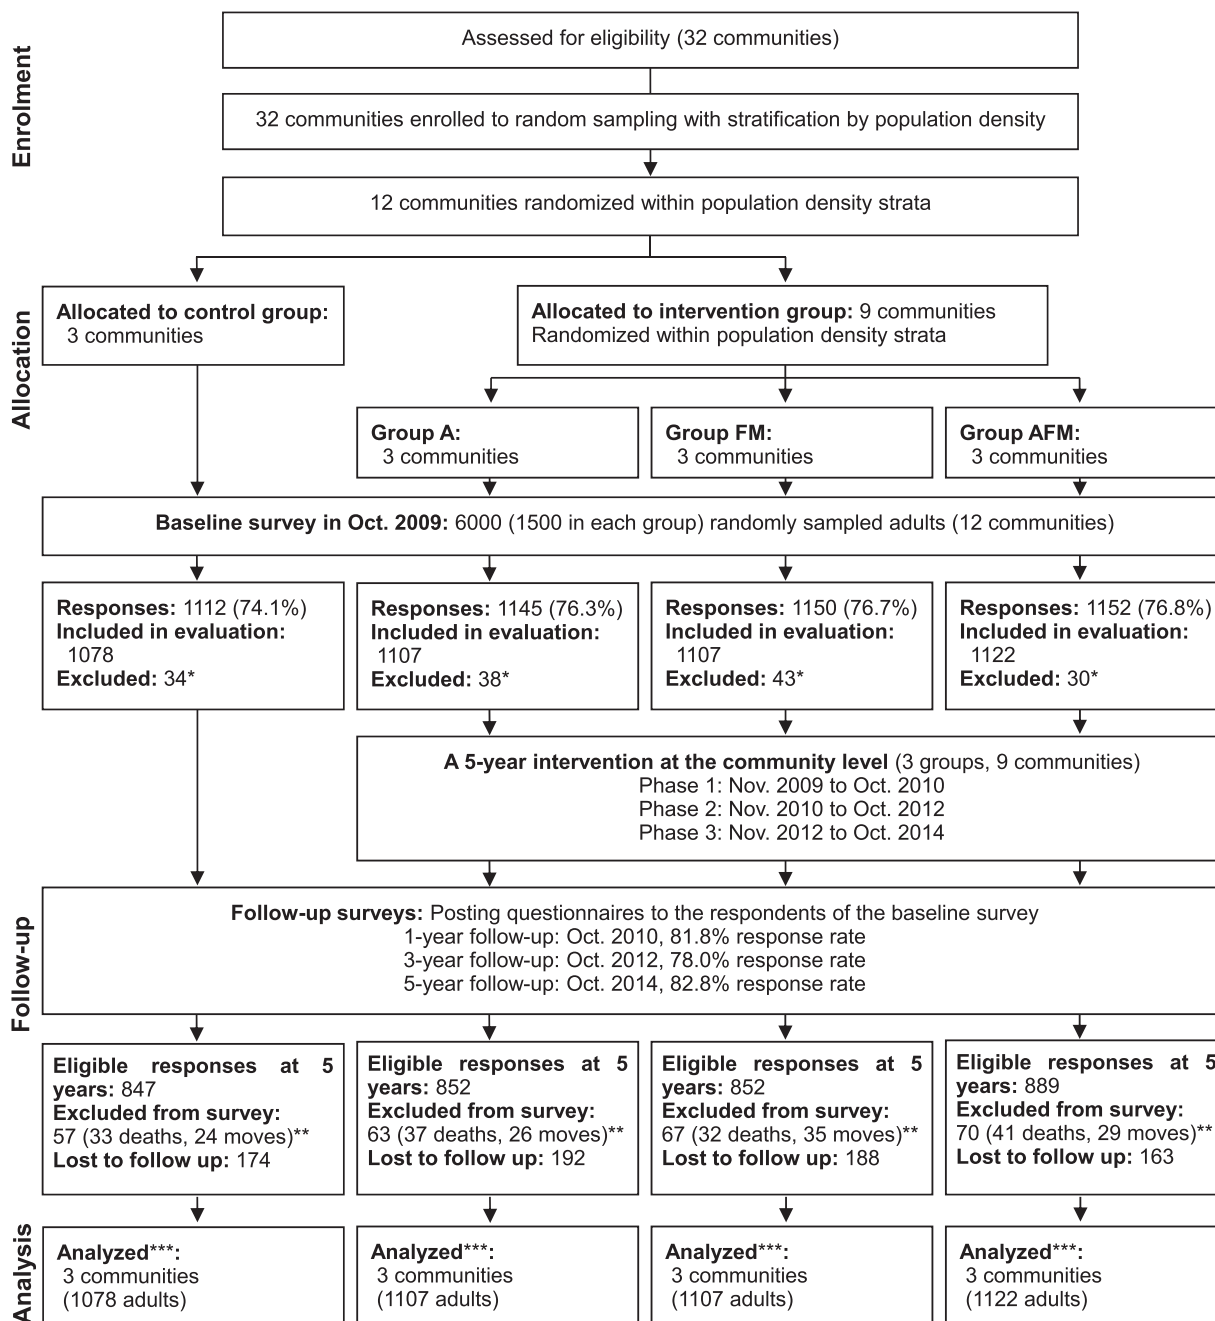 Enrolment
Assessed for eligibility (32 communities)
32 communities enrolled to random sampling with stratification by population density
12 communities randomized within population density strata
Allocation
Allocated to control group:
3 communities
Allocated to intervention group: 9 communities
Randomized within population density strata
Group A:
3 communities
Group FM:
3 communities
Group AFM:
3 communities
Baseline survey in Oct. 2009: 6000 (1500 in each group) randomly sampled adults (12 communities)
Responses: 1112 (74.1%)
Included in evaluation:
1078
Excluded: 34*
Responses: 1145 (76.3%)
Included in evaluation:
1107
Excluded: 38*
Responses: 1150 (76.7%)
Included in evaluation:
1107
Excluded: 43*
Responses: 1152 (76.8%)
Included in evaluation:
1122
Excluded: 30*
A 5-year intervention at the community level (3 groups, 9 communities)
Phase 1: Nov. 2009 to Oct. 2010
Phase 2: Nov. 2010 to Oct. 2012
Phase 3: Nov. 2012 to Oct. 2014
Follow-up
Follow-up surveys: Posting questionnaires to the respondents of the baseline survey
1-year follow-up: Oct. 2010, 81.8% response rate
3-year follow-up: Oct. 2012, 78.0% response rate
5-year follow-up: Oct. 2014, 82.8% response rate
Eligible responses at 5
years: 847
Excluded from survey:
57 (33 deaths, 24 moves)**
Lost to follow up: 174
Eligible responses at 5
years: 852
Excluded from survey:
63 (37 deaths, 26 moves)**
Lost to follow up: 192
Eligible responses at 5
years: 852
Excluded from survey:
67 (32 deaths, 35 moves)**
Lost to follow up: 188
Eligible responses at 5
years: 889
Excluded from survey:
70 (41 deaths, 29 moves)**
Lost to follow up: 163
Analysis
Analyzed***:
3 communities
(1078 adults)
Analyzed***:
3 communities
(1107 adults)
Analyzed***:
3 communities
(1107 adults)
Analyzed***:
3 communities
(1122 adults)